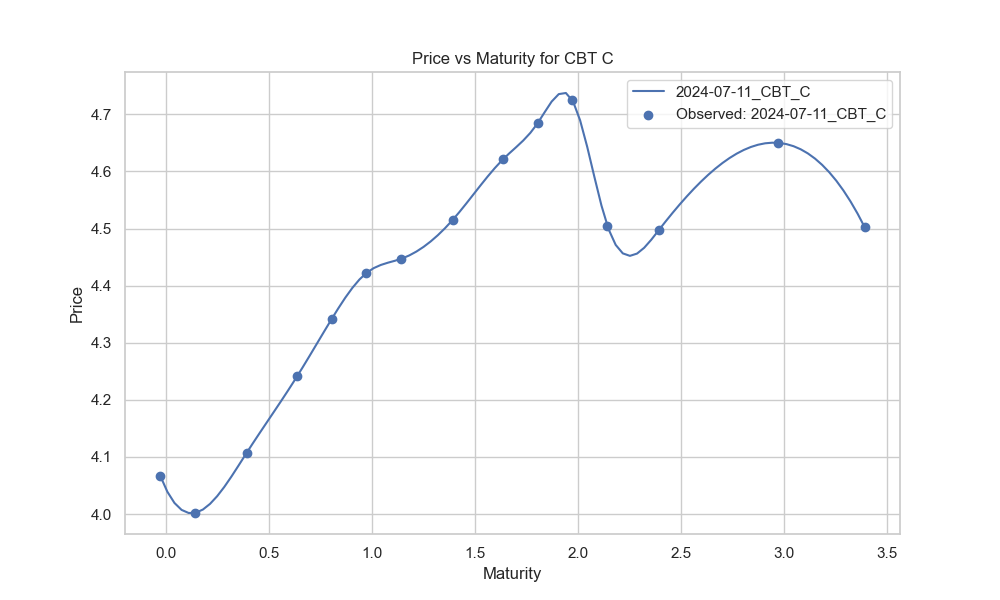 Price vs Maturity for CBT C
2024-07-11_CBT_C
Observed: 2024-07-11_CBT_C
4.7
4.6
4.5
4.4
4.3
4.2
4.1
4.0
Price
0.0 0.5 1.0 1.5 2.0 2.5 3.0 3.5
Maturity